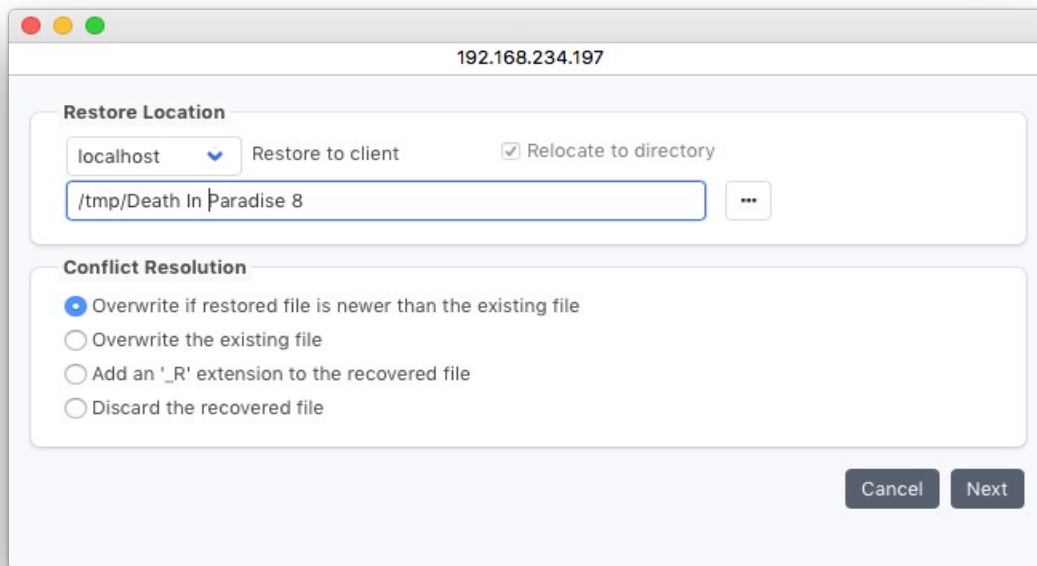 192.168.234.197
Restore Location
localhost Restore to client Relocate to directory
/tmp/Death In Paradise 8 ...
Conflict Resolution
Overwrite if restored file is newer than the existing file
Overwrite the existing file
Add an '_R' extension to the recovered file
Discard the recovered file
Cancel Next